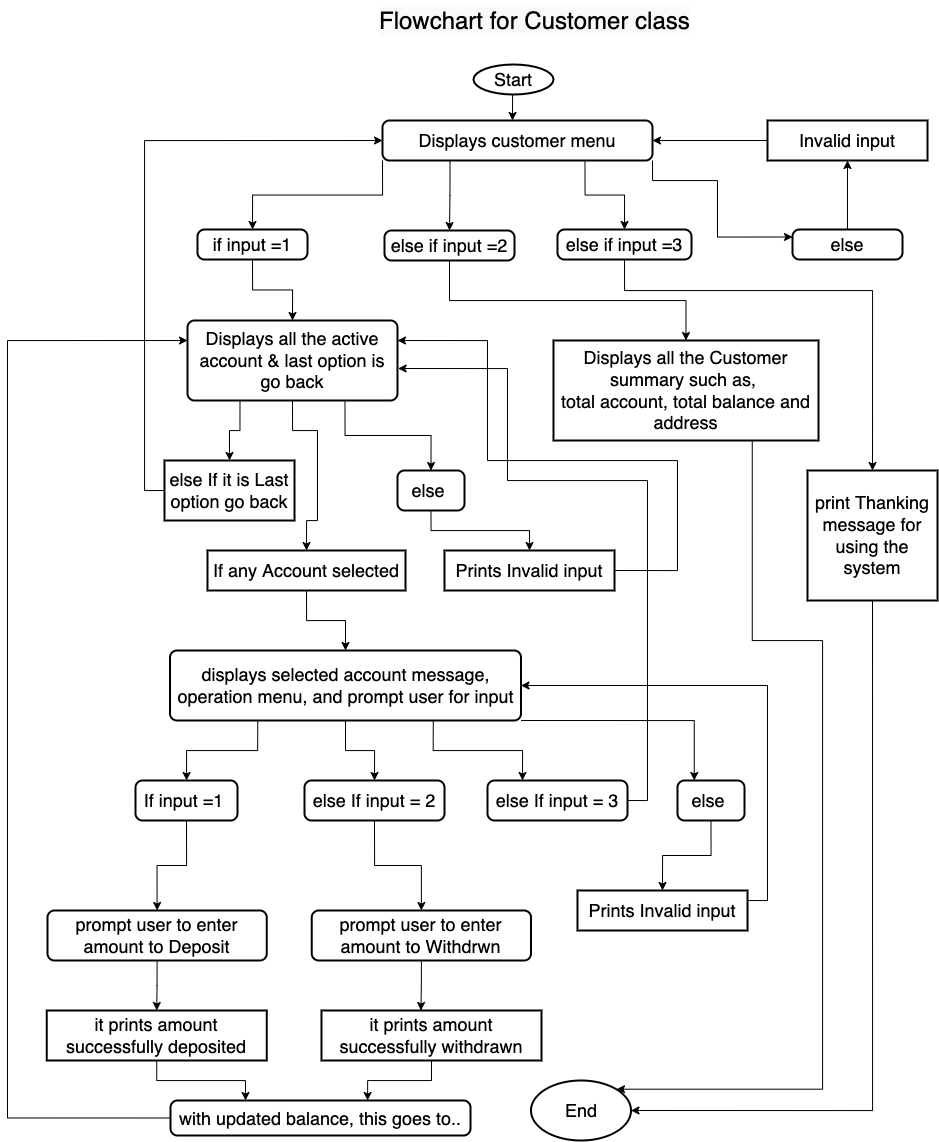 Flowchart for Customer class
Start
Displays customer menu
Invalid input
if input =1
else if input =2
else if input =3
else
Displays all the active
account & last option is
go back
Displays all the Customer
summary such as,
total account, total balance and
address
else If it is Last
option go back
else
print Thanking
message for
using the
system
If any Account selected
Prints Invalid input
displays selected account message,
operation menu, and prompt user for input
If input =1
else If input = 2
else If input = 3
else
Prints Invalid input
prompt user to enter
amount to Deposit
prompt user to enter
amount to Withdrwn
it prints amount
successfully deposited
it prints amount
successfully withdrawn
with updated balance, this goes to..
End